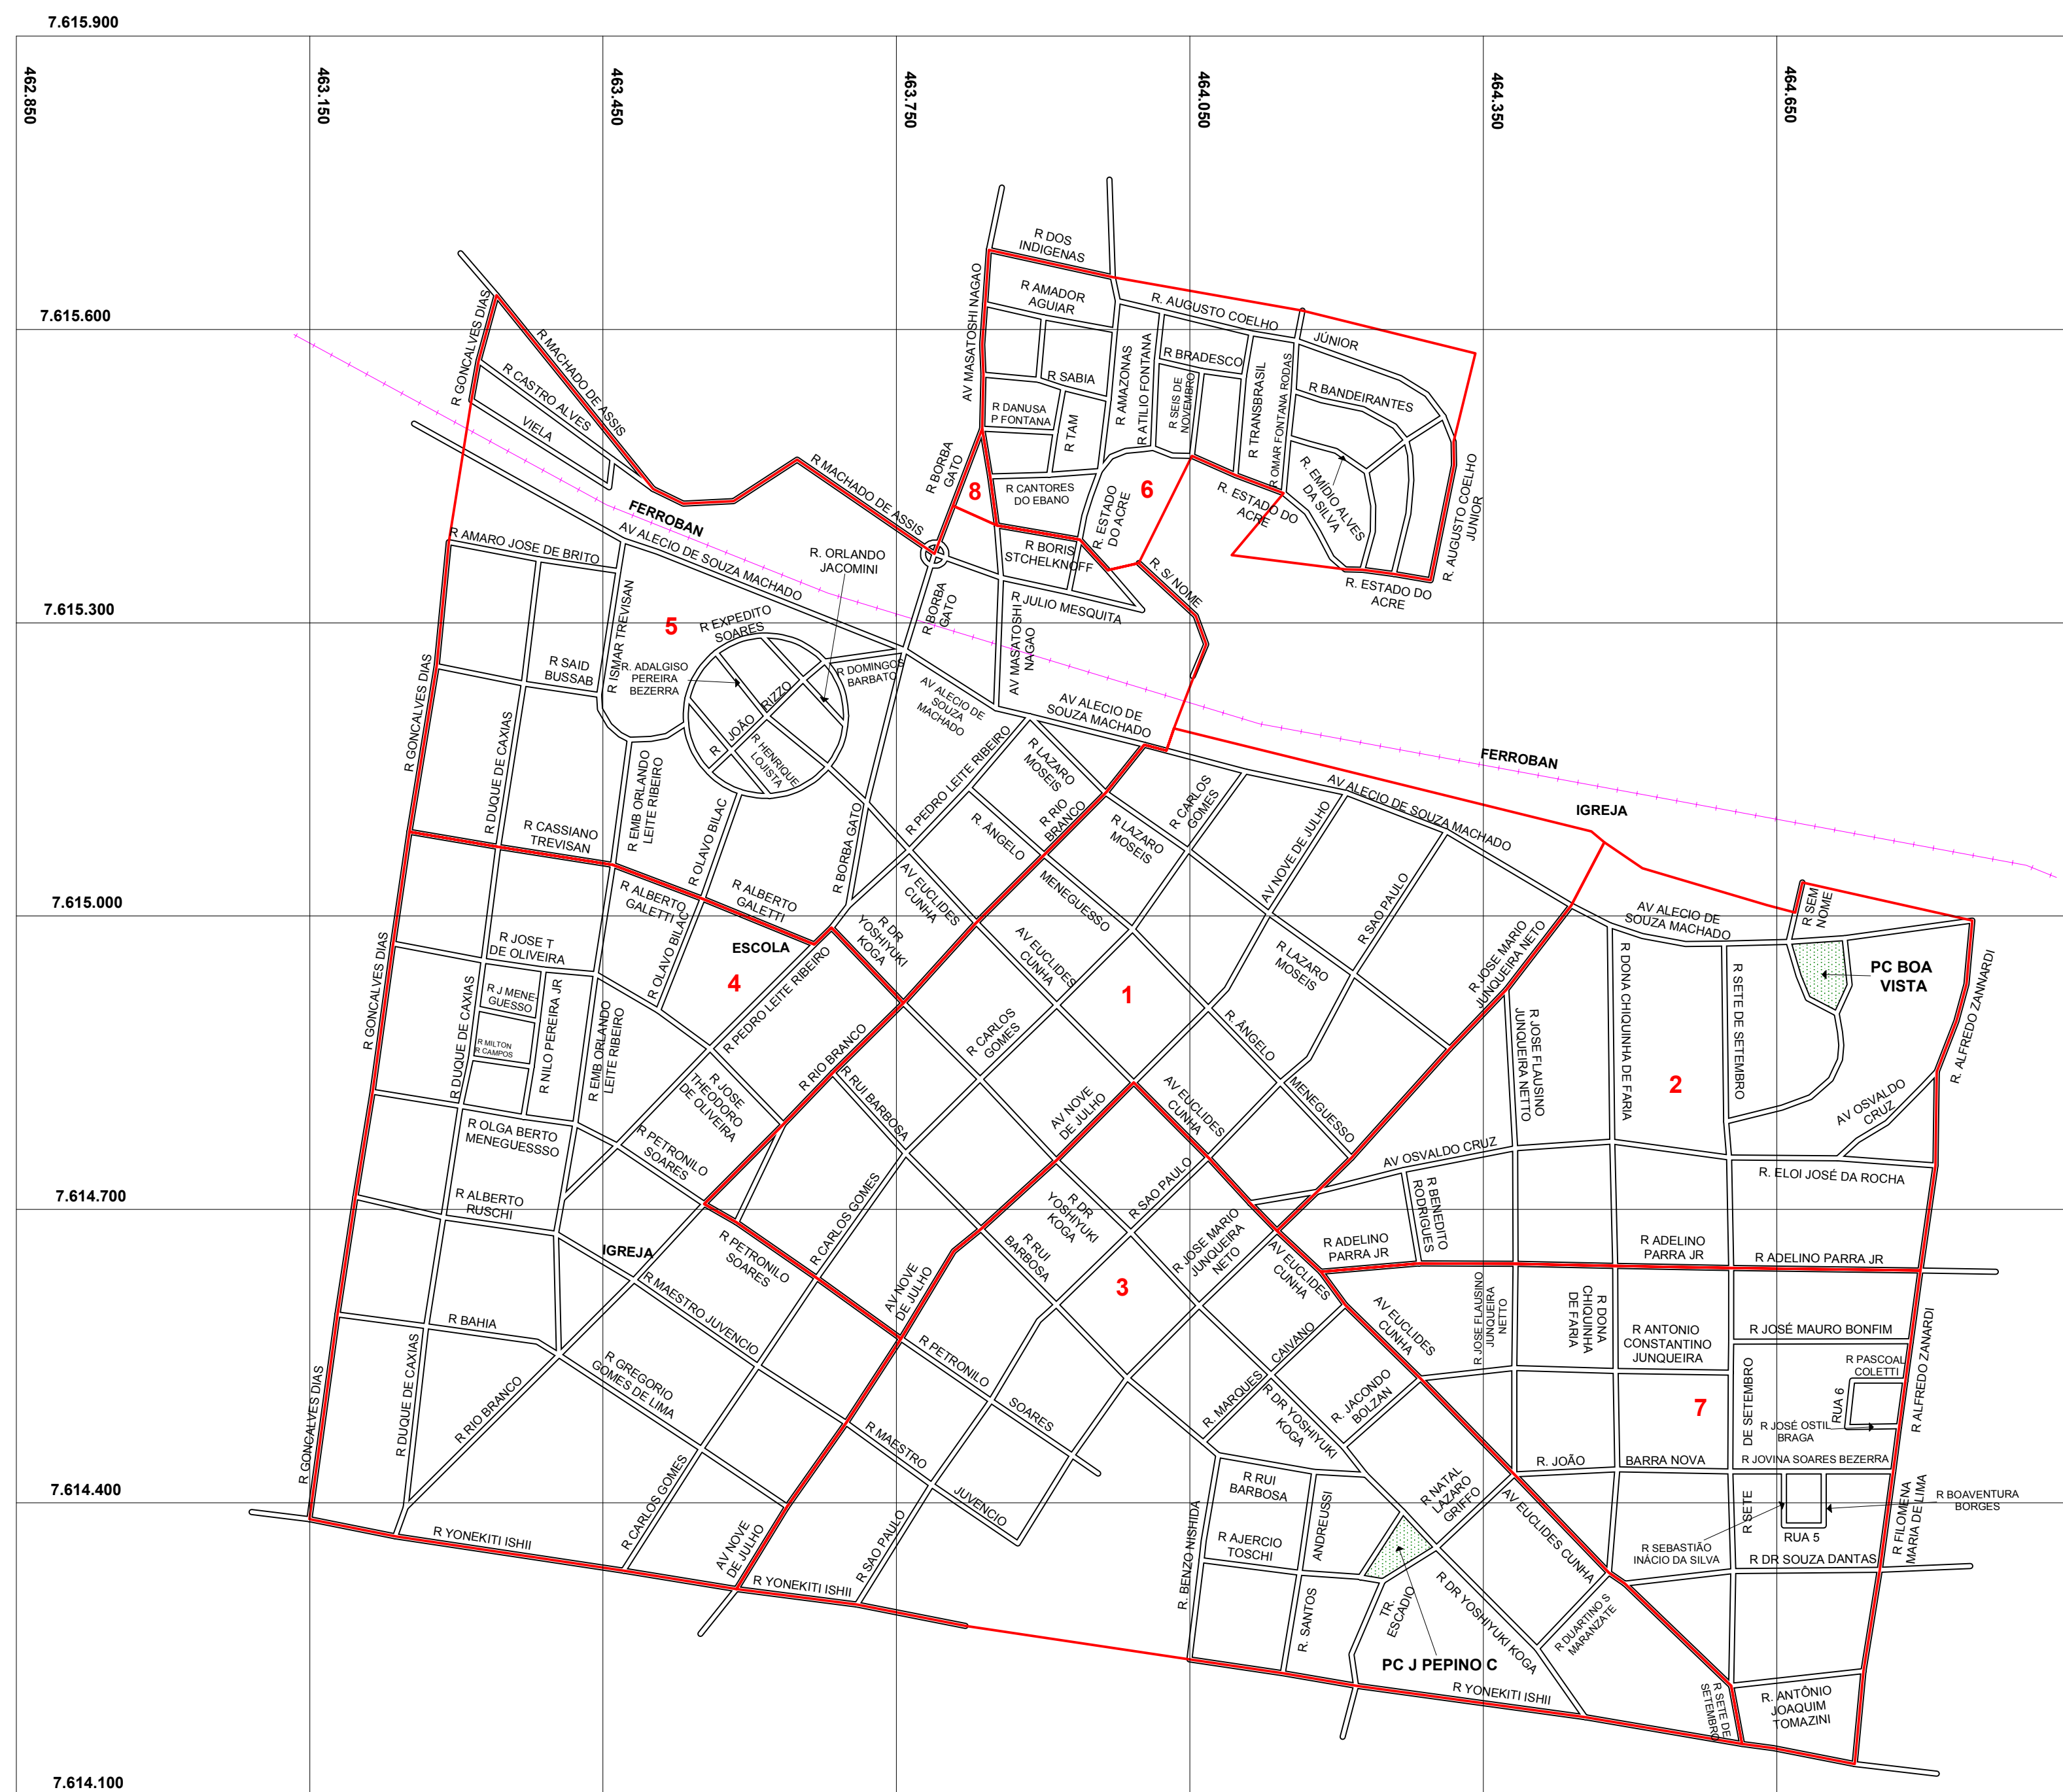 7.615.900
462.850
463.150
463.450
463.750
464.050
464.350
464.650
7.615.600
7.615.300
7.615.000
7.614.700
7.614.400
7.614.100
R DOS
INDIGENAS
R AMADOR
AGUIAR
R. AUGUSTO COELHO
JÚNIOR
AV MASATOSHI NAGAO
R GONCALVES DIAS
R MACHADO DE ASSIS
R CASTRO ALVES
VIELA
R BRADESCO
R SABIA
R AMAZONAS
R ATILIO FONTANA
R SEIS DE
NOVEMBRO
R TRANSBRASIL
R OMAR FONTANA RODAS
R BANDEIRANTES
R DANUSA
P FONTANA
R TAM
R BORBA
GATO
R MACHADO DE ASSIS
8
R CANTORES
DO EBANO
6
R. ESTADO
DO ACRE
R. ESTADO DO
ACRE
R. EMÍDIO ALVES
DA SILVA
R. AUGUSTO COELHO
JUNIOR
R. ESTADO DO
ACRE
FERROBAN
AV ALECIO DE SOUZA MACHADO
R AMARO JOSE DE BRITO
R. ORLANDO
JACOMINI
R BORIS
STCHELKNOFF
R. S/ NOME
R JULIO MESQUITA
R BORBA
GATO
AV MASATOSHI
NAGAO
5
R EXPEDITO
SOARES
R ISMAR TREVISAN
R SAID
BUSSAB
R. ADALGISO
PEREIRA
BEZERRA
R DOMINGOS
BARBATO
R JOÃO RIZZO
R HENRIQUE
LOJISTA
AV ALECIO DE
SOUZA
MACHADO
AV ALECIO DE
SOUZA MACHADO
R GONCALVES DIAS
R DUQUE DE CAXIAS
R EMB ORLANDO
LEITE RIBEIRO
R OLAVO BILAC
R BORBA GATO
R PEDRO LEITE RIBEIRO
R LAZARO
MOSEIS
R RIO
BRANCO
R CARLOS
GOMES
R LAZARO
MOSEIS
R. ÂNGELO
MENEGUESSO
AV NOVE DE JULHO
AV ALECIO DE SOUZA MACHADO
FERROBAN
IGREJA
R CASSIANO
TREVISAN
R ALBERTO
GALETTI
R ALBERTO
GALETTI
AV EUCLIDES
CUNHA
R SAO PAULO
R JOSE MARIO
JUNQUEIRA NETO
AV ALECIO DE
SOUZA MACHADO
R SEM
NOME
PC BOA
VISTA
R ALFREDO ZANNARDI
R JOSE T
DE OLIVEIRA
R OLAVO BILAC
ESCOLA
4
R PEDRO LEITE RIBEIRO
R DR
YOSHIYUKI
KOGA
AV EUCLIDES
CUNHA
1
R LAZARO
MOSEIS
R DONA CHIQUINHA DE FARIA
R SETE DE SETEMBRO
2
R J MENE-
GUESSO
R MILTON
R CAMPOS
R NILO PEREIRA JR
R EMB ORLANDO
LEITE RIBEIRO
R GONCALVES DIAS
R DUQUE DE CAXIAS
R JOSE
THEODORO
DE OLIVEIRA
R RIO BRANCO
R RUI BARBOSA
R CARLOS
GOMES
AV NOVE
DE JULHO
AV EUCLIDES
CUNHA
R. ÂNGELO
MENEGUESSO
R JOSE FLAUSINO
JUNQUEIRA NETTO
AV OSVALDO
CRUZ
AV OSVALDO CRUZ
R. ELOI JOSÉ DA ROCHA
R OLGA BERTO
MENEGUESSSO
R PETRONILO
SOARES
R ALBERTO
RUSCHI
IGREJA
R PETRONILO
SOARES
R CARLOS GOMES
R DR
YOSHIYUKI
KOGA
R SAO PAULO
R JOSE MARIO
JUNQUEIRA
NETO
R BENEDITO
RODRIGUES
R ADELINO
PARRA JR
R ADELINO
PARRA JR
R ADELINO PARRA JR
R MAESTRO JUVENCIO
AV NOVE
DE JULHO
R RUI
BARBOSA
3
AV EUCLIDES
CUNHA
AV EUCLIDES
CUNHA
R JOSE FLAUSINO
JUNQUEIRA
NETTO
R DONA
CHIQUINHA
DE FARIA
R ANTONIO
CONSTANTINO
JUNQUEIRA
R JOSÉ MAURO BONFIM
R PASCOAL
COLETTI
R ALFREDO ZANARDI
R BAHIA
R GREGORIO
GOMES DE LIMA
R PETRONILO
SOARES
R. MARQUES
CAIVANO
R DR YOSHIYUKI
KOGA
R. JACONDO
BOLZAN
7
R SETE
DE SETEMBRO
RUA 6
R JOSÉ OSTIL
BRAGA
R GONCALVES DIAS
R DUQUE DE CAXIAS
R RIO BRANCO
R CARLOS GOMES
R MAESTRO
JUVENCIO
R RUI
BARBOSA
R NATAL
LAZARO
GRIFFO
R. JOÃO
BARRA NOVA
R JOVINA SOARES BEZERRA
R BOAVENTURA
BORGES
RUA 5
R FILOMENA
MARIA DE LIMA
R SEBASTIÃO
INÁCIO DA SILVA
R DR SOUZA DANTAS
R YONEKITI ISHII
AV NOVE
DE JULHO
R YONEKITI ISHII
R SAO PAULO
R. BENZO NISHIDA
R AJERCIO
TOSCHI
ANDREUSSI
R. SANTOS
TR.
ESCADIO
AV EUCLIDES CUNHA
R DR YOSHIYUKI KOGA
R DUARTINO S
MARANZATE
PC J PEPINO C
R YONEKITI ISHII
R SETE DE
SETEMBRO
R. ANTÔNIO
JOAQUIM
TOMAZINI